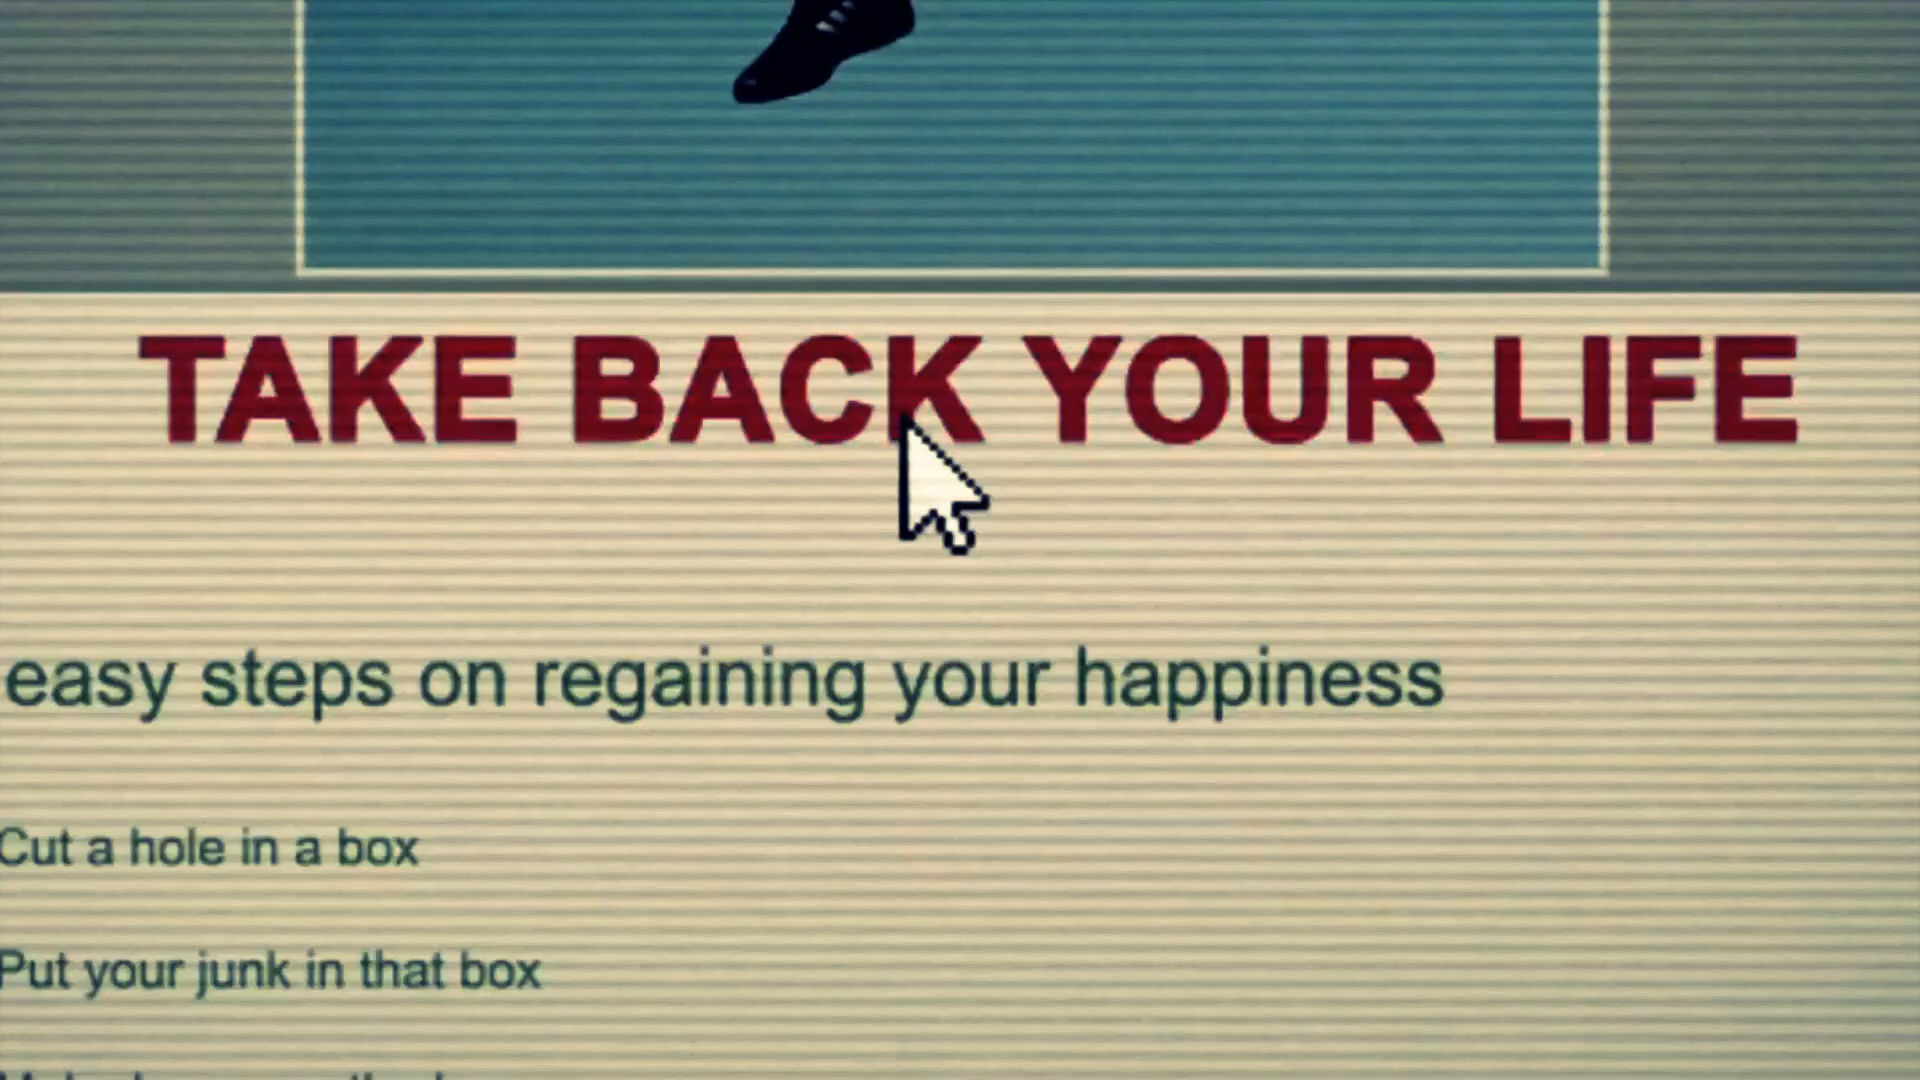 TAKE BACK YOUR LIFE
easy steps on regaining your happiness
Cut a hole in a box
Put your junk in that box